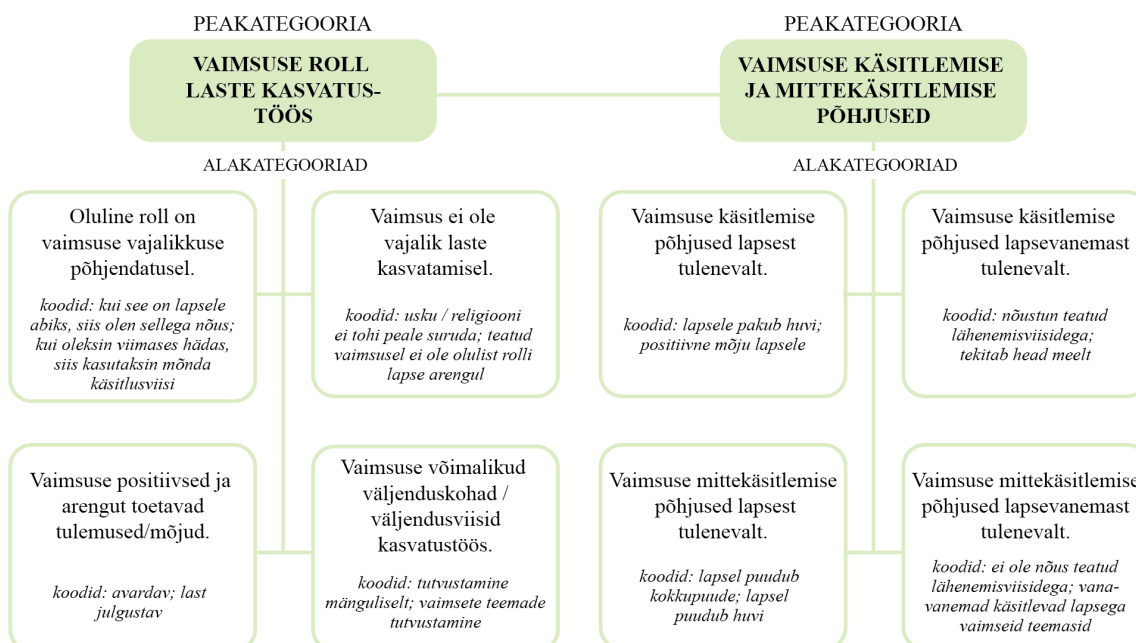 PEAKATEGOORIA
VAIMSUSE ROLL
LASTE KASVATUS-
TÖÖS
ALAKATEGOORIAD
Oluline roll on
vaimsuse vajalikkuse
põhjendatusel.
koodid: kui see on lapsele
abiks, siis olen sellega nõus;
kui oleksin viimases hädas,
siis kasutaksin mõnda
käsitlusviisi
Vaimsus ei ole
vajalik laste
kasvatamisel.
koodid: usku / religiooni
ei tohi peale suruda; teatud
vaimsusel ei ole olulist rolli
lapse arengul
Vaimsuse positiivsed ja
arengut toetavad
tulemused/mõjud.
koodid: avardav; last
julgustav
Vaimsuse võimalikud
väljenduskohad /
väljendusviisid
kasvatustöös.
koodid: tutvustamine
mänguliselt; vaimsete teemade
tutvustamine
PEAKATEGOORIA
VAIMSUSE KÄSITLEMISE
JA MITTEKÄSITLEMISE
PÕHJUSED
ALAKATEGOORIAD
Vaimsuse käsitlemise
põhjused lapsest
tulenevalt.
koodid: lapsele pakub huvi;
positiivne mõju lapsele
Vaimsuse käsitlemise
põhjused lapsevanemast
tulenevalt.
koodid: nõustun teatud
lähenemisviisidega;
tekitab head meelt
Vaimsuse mittekäsitlemise
põhjused lapsest
tulenevalt.
koodid: lapsel puudub
kokkupuude; lapsel
puudub huvi
Vaimsuse mittekäsitlemise
põhjused lapsevanemast
tulenevalt.
koodid: ei ole nõus teatud
lähenemisviisidega; vana-
vanemad käsitlevad lapsega
vaimseid teemasid